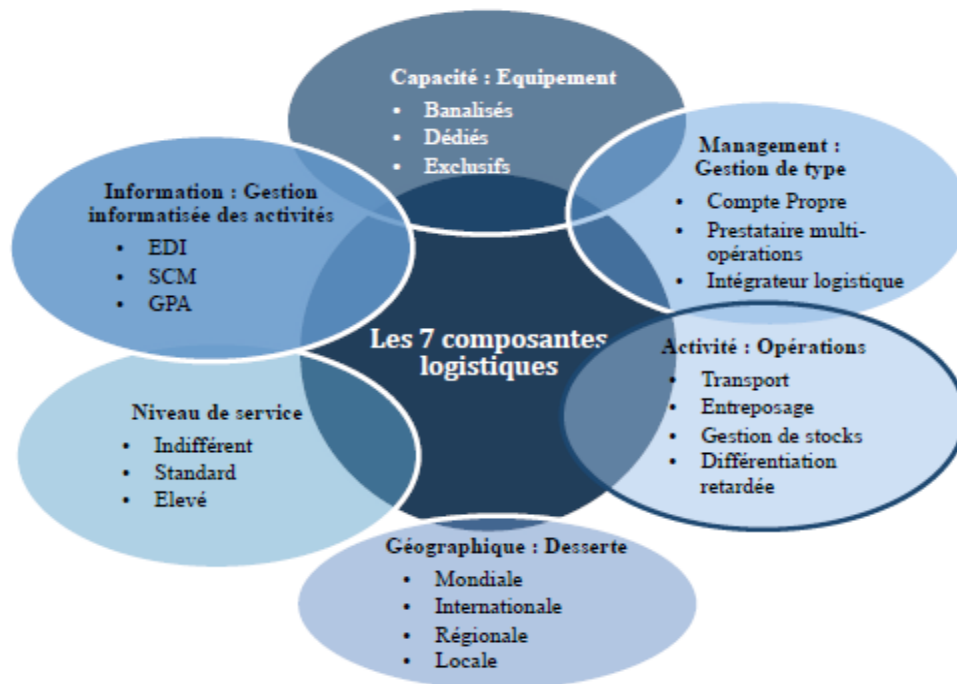 Capacité : Equipement
• Banalisés
• Dédiés
• Exclusifs
Management :
Gestion de type
• Compte Propre
• Prestataire multi-
opérations
• Intégrateur logistique
Information : Gestion
informatisée des activités
• EDI
• SCM
• GPA
Les 7 composantes
logistiques
Activité : Opérations
• Transport
• Entreposage
• Gestion de stocks
• Différentiation
retardée
Niveau de service
• Indifférent
• Standard
• Elevé
Géographique : Desserte
• Mondiale
• Internationale
• Régionale
• Locale